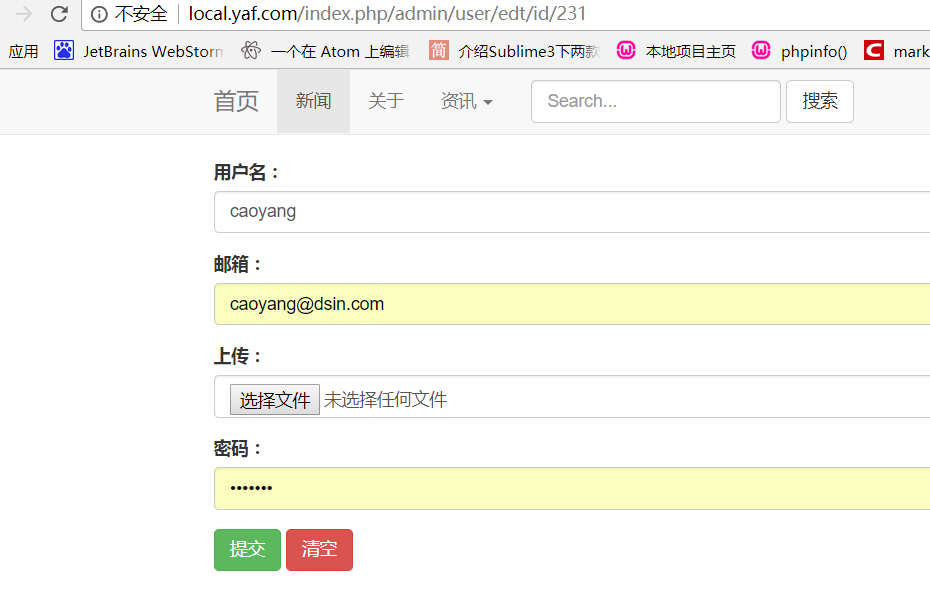 不安全 local.yaf.com/index.php/admin/user/edt/id/231
应用 JetBrains WebStorm 一个在 Atom 上编辑 简 介绍Sublime3下两款 本地项目主页 phpinfo() C mark
首页 新闻 关于 资讯 Search... 搜索
用户名：
caoyang
邮箱：
caoyang@dsin.com
上传：
选择文件 未选择任何文件
密码：
•••••••
提交 清空